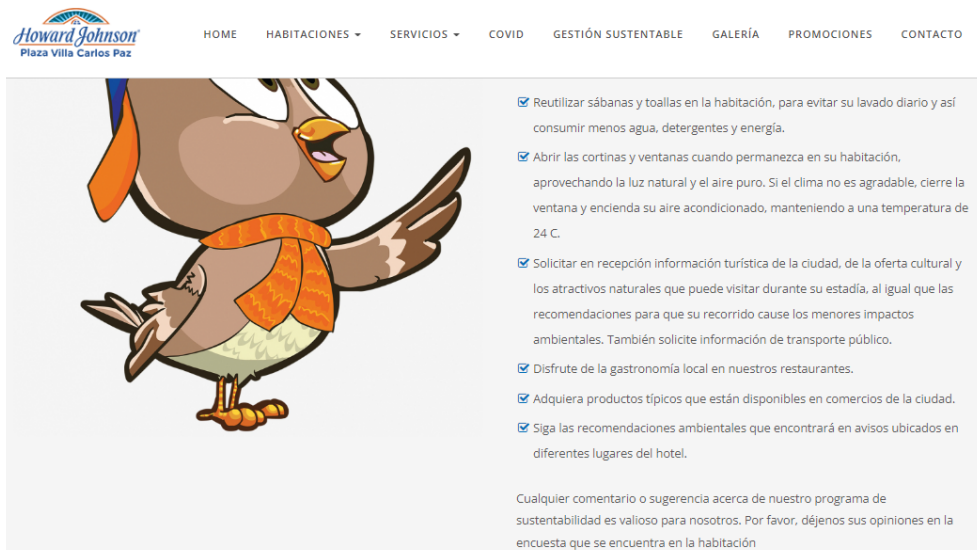 Howard Johnson
Plaza Villa Carlos Paz
HOME
HABITACIONES
SERVICIOS
COVID
GESTIÓN SUSTENTABLE
GALERÍA
PROMOCIONES
CONTACTO
Reutilizar sábanas y toallas en la habitación, para evitar su lavado diario y así
consumir menos agua, detergentes y energía.
Abrir las cortinas y ventanas cuando permanezca en su habitación,
aprovechando la luz natural y el aire puro. Si el clima no es agradable, cierre la
ventana y encienda su aire acondicionado, manteniendo a una temperatura de
24 C.
Solicitar en recepción información turística de la ciudad, de la oferta cultural y
los atractivos naturales que puede visitar durante su estadía, al igual que las
recomendaciones para que su recorrido cause los menores impactos
ambientales. También solicite información de transporte público.
Disfrute de la gastronomía local en nuestros restaurantes.
Adquiera productos típicos que están disponibles en comercios de la ciudad.
Siga las recomendaciones ambientales que encontrará en avisos ubicados en
diferentes lugares del hotel.
Cualquier comentario o sugerencia acerca de nuestro programa de
sustentabilidad es valioso para nosotros. Por favor, déjenos sus opiniones en la
encuesta que se encuentra en la habitación